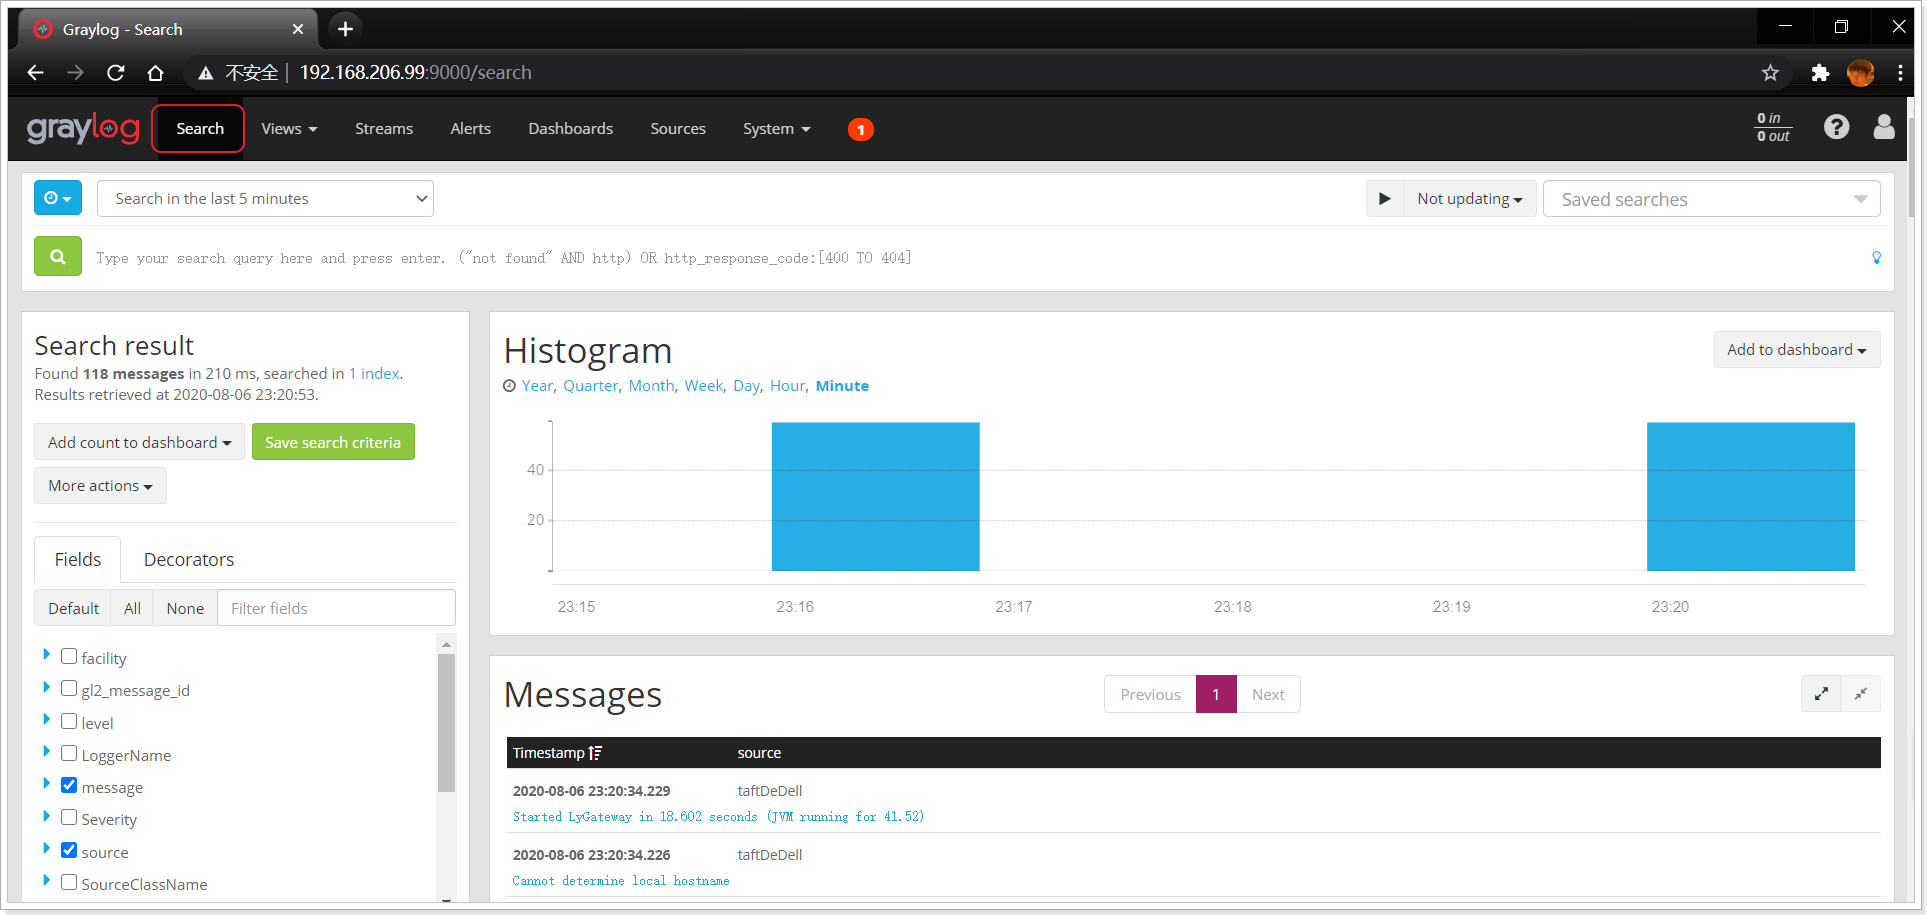 Graylog - Search
不安全 | 192.168.206.99:9000/search
graylog Search Views Streams Alerts Dashboards Sources System 1 0 in
0 out
Search in the last 5 minutes Not updating Saved searches
Type your search query here and press enter. ("not found" AND http) OR http_response_code:[400 TO 404]
Search result
Found 118 messages in 210 ms, searched in 1 index.
Results retrieved at 2020-08-06 23:20:53.
Add count to dashboard Save search criteria
More actions
Fields Decorators
Default All None Filter fields
facility
gl2_message_id
level
LoggerName
message
Severity
source
SourceClassName
Histogram
Add to dashboard
Year, Quarter, Month, Week, Day, Hour, Minute
40
20
23:15 23:16 23:17 23:18 23:19 23:20
Messages
Previous 1 Next
Timestamp source
2020-08-06 23:20:34.229 taftDeDell
Started LyGateway in 18.602 seconds (JVM running for 41.52)
2020-08-06 23:20:34.226 taftDeDell
Cannot determine local hostname